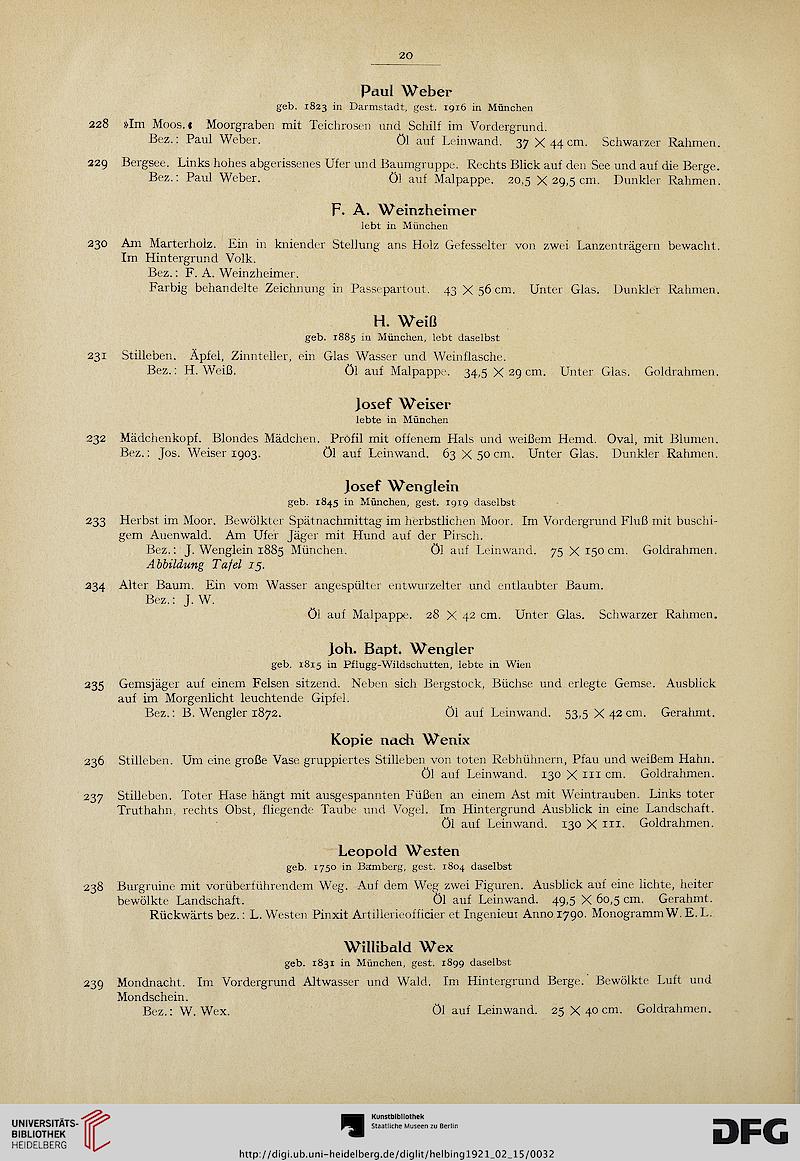 20
Paul Weber
geb. 1823 in Darmstadt, gest. 1916 in München
228 »Im Moos.« Moorgraben mit Teichrosen und Schilf im Vordergrund.
Bez.: Paul Weber. Öl auf Leinwand. 37 × 44 cm. Schwarzer Rahmen.
229 Bergsee. Links hohes abgerissenes Ufer und Baumgruppe. Rechts Blick auf den See und auf die Berge.
Bez.: Paul Weber. Öl auf Malpappe. 20,5 × 29,5 cm. Dunkler Rahmen.
F. A. Weinzheimer
lebt in München
230 Am Marterholz. Ein in kniender Stellung ans Holz Gefesselter von zwei Lanzenträgern bewacht.
Im Hintergrund Volk.
Bez.: F. A. Weinzheimer.
Farbig behandelte Zeichnung in Passepartout. 43 × 56 cm. Unter Glas. Dunkler Rahmen.
H. Weiß
geb. 1885 in München, lebt daselbst
231 Stilleben. Äpfel, Zinnteller, ein Glas Wasser und Weinflasche.
Bez.: H. Weiß. Öl auf Malpappe. 34,5 × 29 cm. Unter Glas. Goldrahmen.
Josef Weiser
lebte in München
232 Mädchenkopf. Blondes Mädchen. Profil mit offenem Hals und weißem Hemd. Oval, mit Blumen.
Bez.: Jos. Weiser 1903. Öl auf Leinwand. 63 × 50 cm. Unter Glas. Dunkler Rahmen.
Josef Wenglein
geb. 1845 in München, gest. 1919 daselbst
233 Herbst im Moor. Bewölkter Spätnachmittag im herbstlichen Moor. Im Vordergrund Fluß mit buschi-
gem Auenwald. Am Ufer Jäger mit Hund auf der Pirsch.
Bez.: J. Wenglein 1885 München. Öl auf Leinwand. 75 × 150 cm. Goldrahmen.
Abbildung Tafel 15.
234 Alter Baum. Ein vom Wasser angespülter entwurzelter und entlaubter Baum.
Bez.: J. W.
Öl auf Malpappe. 28 × 42 cm. Unter Glas. Schwarzer Rahmen.
Joh. Bapt. Wengler
geb. 1815 in Pflugg-Wildschutten, lebte in Wien
235 Gemsjäger auf einem Felsen sitzend. Neben sich Bergstock, Büchse und erlegte Gemse. Ausblick
auf im Morgenlicht leuchtende Gipfel.
Bez.: B. Wengler 1872. Öl auf Leinwand. 53,5 × 42 cm. Gerahmt.
Kopie nach Wenix
236 Stilleben. Um eine große Vase gruppiertes Stilleben von toten Rebhühnern, Pfau und weißem Hahn.
Öl auf Leinwand. 130 × 111 cm. Goldrahmen.
237 Stilleben. Toter Hase hängt mit ausgespannten Füßen an einem Ast mit Weintrauben. Links toter
Truthahn, rechts Obst, fliegende Taube und Vogel. Im Hintergrund Ausblick in eine Landschaft.
Öl auf Leinwand. 130 × 111. Goldrahmen.
Leopold Westen
geb. 1750 in Bamberg, gest. 1804 daselbst
238 Burgruine mit vorüberführendem Weg. Auf dem Weg zwei Figuren. Ausblick auf eine lichte, heiter
bewölkte Landschaft. Öl auf Leinwand. 49,5 × 60,5 cm. Gerahmt.
Rückwärts bez.: L. Westen Pinxit Artillerieofficier et Ingenieur Anno 1790. Monogramm W. E. L.
Willibald Wex
geb. 1831 in München, gest. 1899 daselbst
239 Mondnacht. Im Vordergrund Altwasser und Wald. Im Hintergrund Berge. Bewölkte Luft und
Mondschein.
Bez.: W. Wex. Öl auf Leinwand. 25 × 40 cm. Goldrahmen.
UNIVERSITÄTS-
BIBLIOTHEK
HEIDELBERG
Kunstbibliothek
Staatliche Museen zu Berlin
DFG
http://digi.ub.uni-heidelberg.de/diglit/helbing1921_02_15/0032